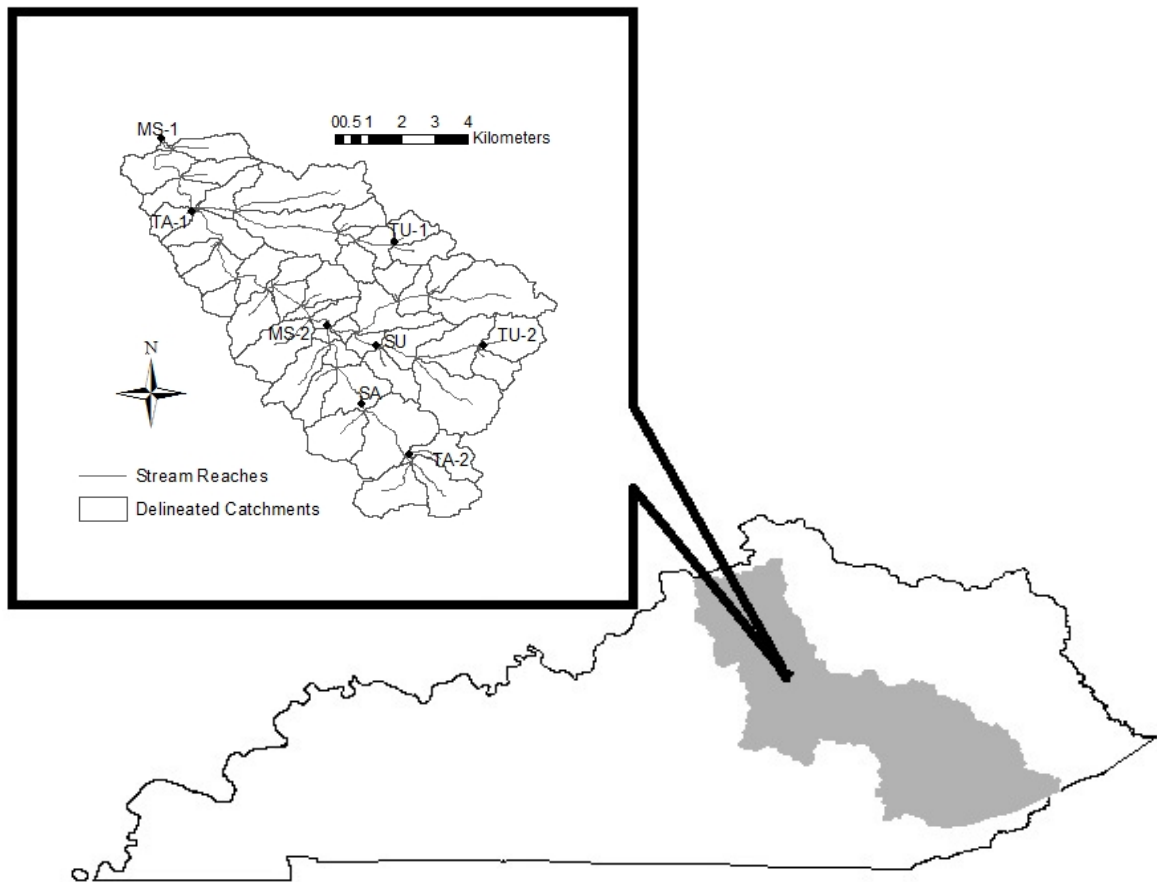 MS-1
00.5 1 2 3 4
Kilometers
TA-1
TU-1
MS-2
SU
TU-2
N
SA
TA-2
Stream Reaches
Delineated Catchments